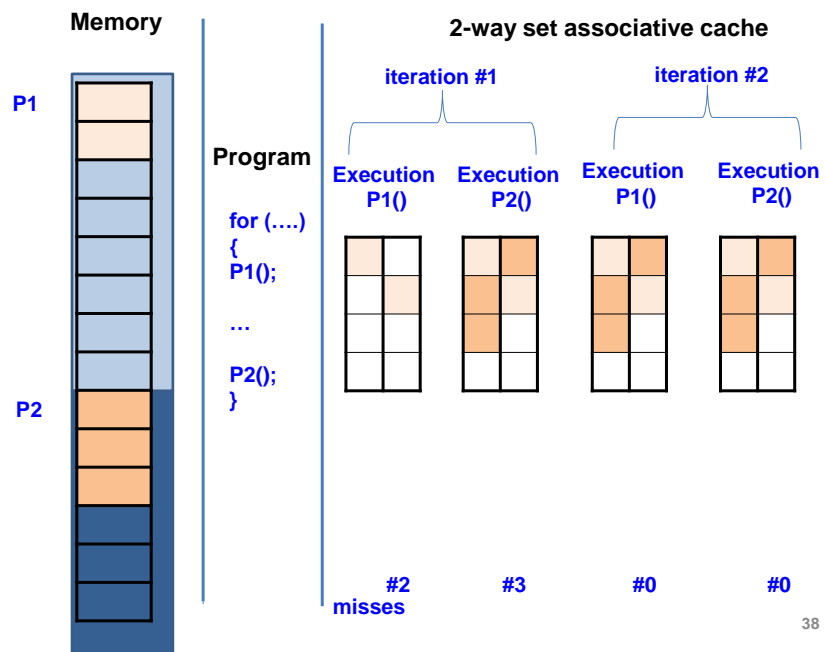 Memory
P1
P2
Program
for (....)
{
P1();
...
P2();
}
2-way set associative cache
iteration #1
iteration #2
Execution
P1()
Execution
P2()
Execution
P1()
Execution
P2()
#2
#3
#0
#0
misses
38